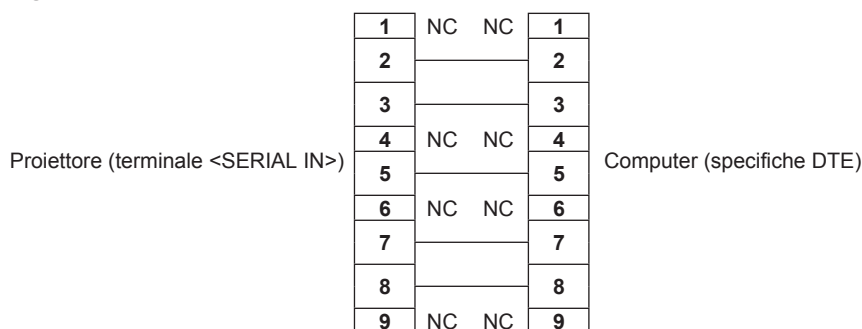 1 NC NC 1
2 2
3 3
4 NC NC 4
Proiettore (terminale <SERIAL IN>) Computer (specifiche DTE)
5 5
6 NC NC 6
7 7
8 8
9 NC NC 9